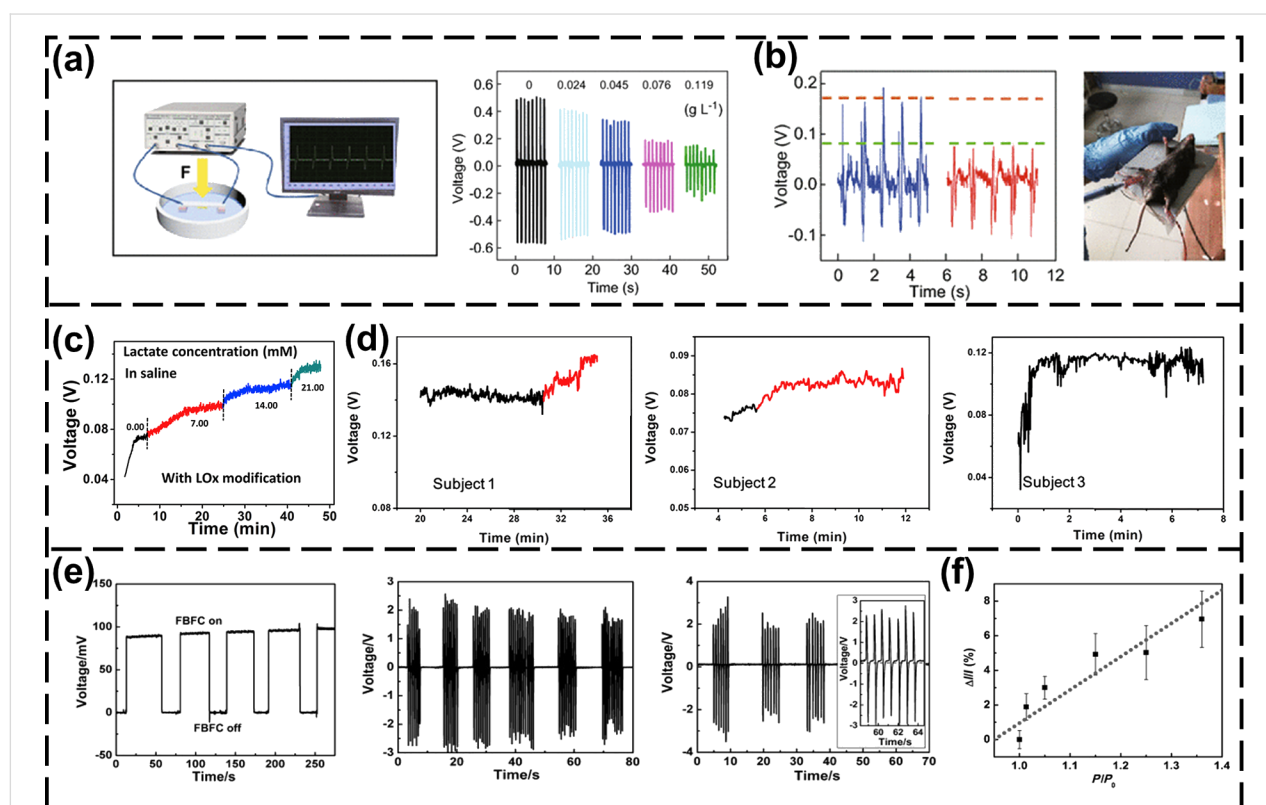 (a)
F
Voltage (V)
0.6
0.4
0.2
0.0
-0.2
-0.4
-0.6
0 0.024 0.045 0.076 0.119
(g L-1)
0 10 20 30 40 50
Time (s)
(b)
Voltage (V)
0.2
0.1
0.0
-0.1
0 2 4 6 8 10 12
Time (s)
(c)
Voltage (V)
0.12
0.08
0.04
Lactate concentration (mM)
In saline
0.00
7.00
14.00
21.00
With LOx modification
0 10 20 30 40 50
Time (min)
(d)
Voltage (V)
0.16
0.12
0.08
Subject 1
20 24 28 32 36
Time (min)
Voltage (V)
0.09
0.08
0.07
0.06
0.05
Subject 2
4 6 8 10 12
Time (min)
Voltage (V)
0.12
0.08
0.04
Subject 3
0 2 4 6 8
Time (min)
(e)
Voltage/mV
150
100
50
0
-50
FBFC on
FBFC off
0 50 100 150 200 250
Time/s
Voltage/V
3
2
1
0
-1
-2
-3
0 20 40 60 80
Time/s
Voltage/V
4
2
0
-2
-4
0 10 20 30 40 50 60 70
Time/s
Voltage/V
3
2
1
0
-1
-2
-3
60 62 64
Time/s
(f)
ΔI/I (%)
8
6
4
2
0
1.0 1.1 1.2 1.3 1.4
P/P0